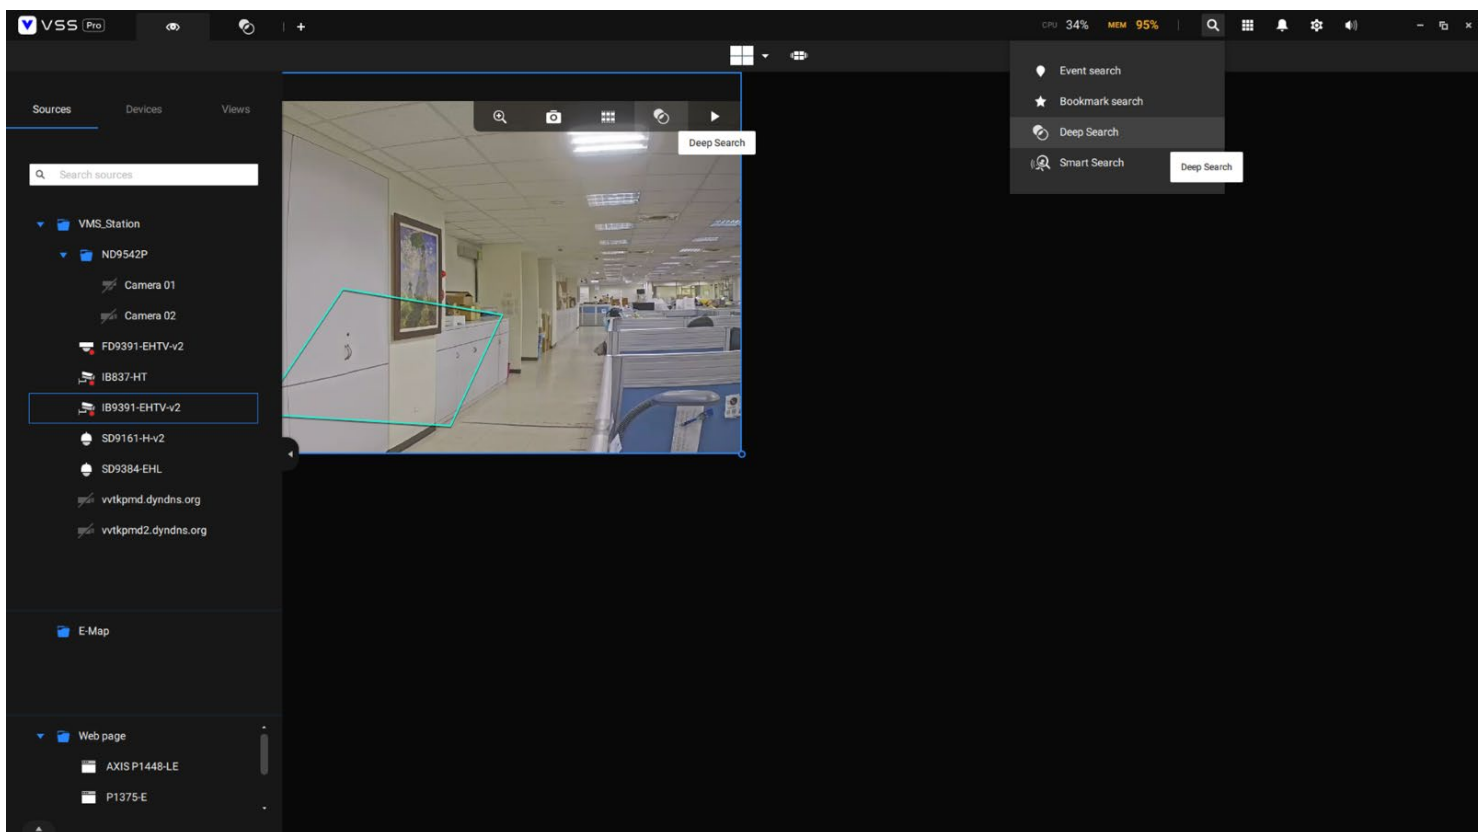 VSS Pro
CPU 34% MEM 95%
Event search
Bookmark search
Deep Search
Smart Search
Deep Search
Sources Devices Views
Deep Search
Search sources
VMS_Station
ND9542P
Camera 01
Camera 02
FD9391-EHTV-v2
IB837-HT
IB9391-EHTV-v2
SD9161-H-v2
SD9384-EHL
vvtkpmd.dyndns.org
vvtkpmd2.dyndns.org
E-Map
Web page
AXIS P1448-LE
P1375-E